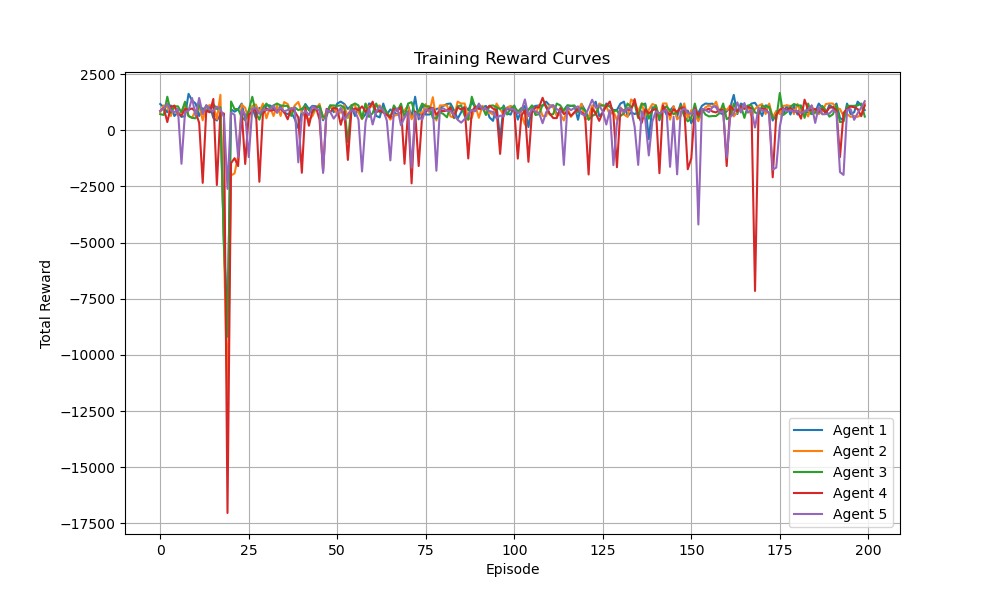 Training Reward Curves
Total Reward
2500
0
−2500
−5000
−7500
−10000
−12500
−15000
−17500
0 25 50 75 100 125 150 175 200
Episode
Agent 1
Agent 2
Agent 3
Agent 4
Agent 5